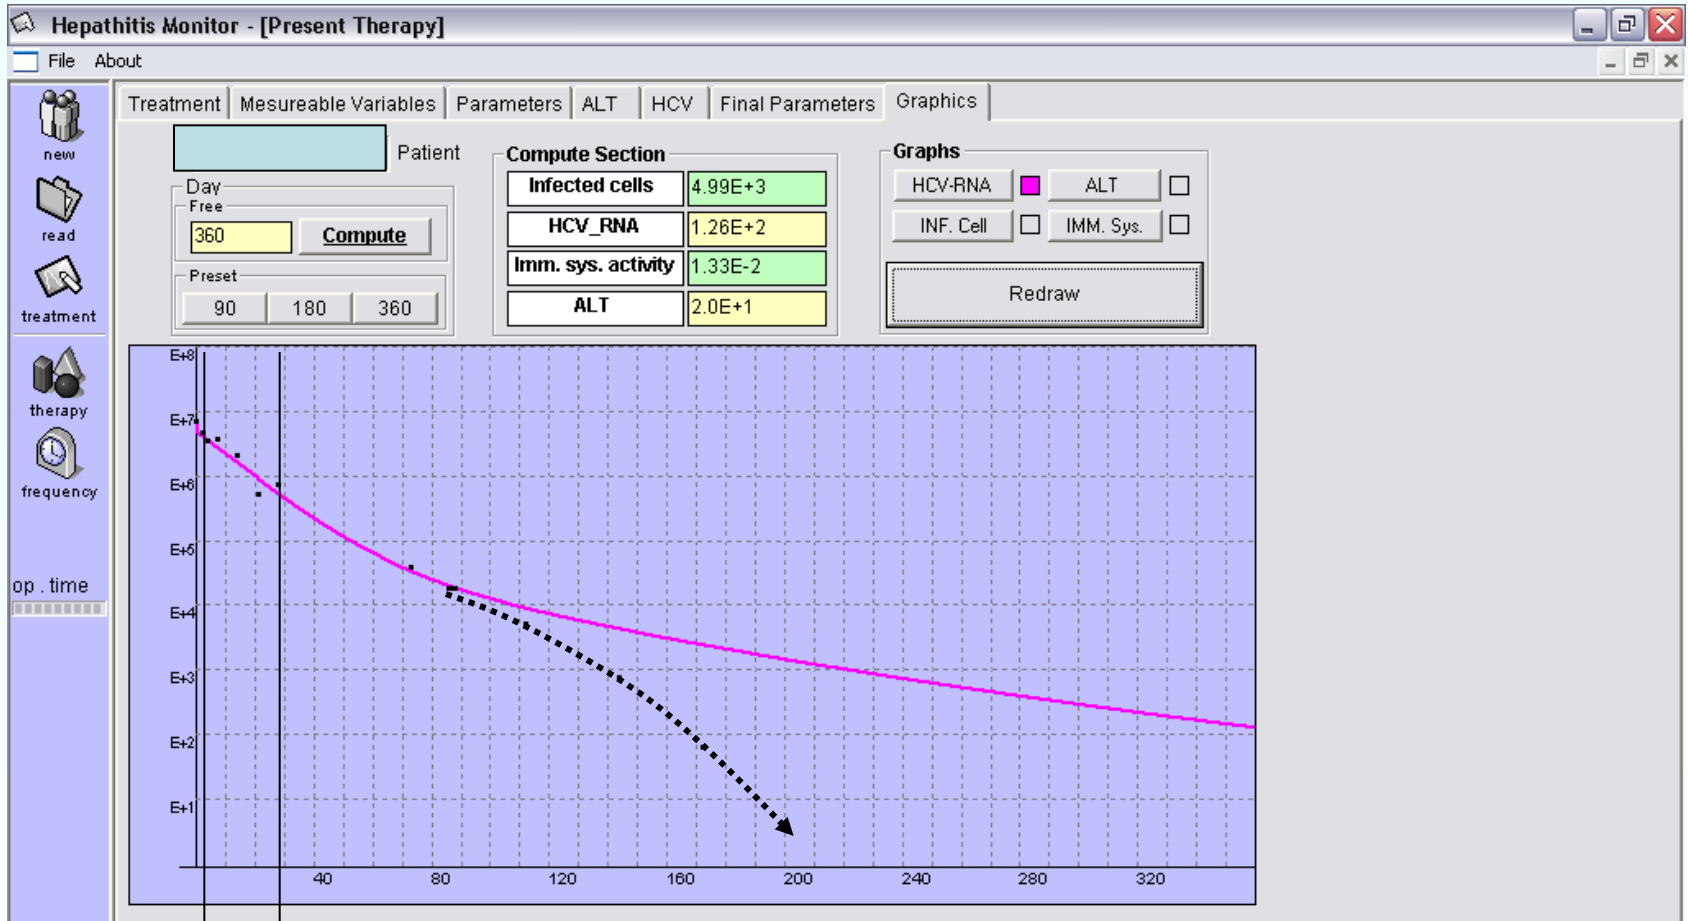 Hepathitis Monitor - [Present Therapy]
File About
Treatment Mesureable Variables Parameters ALT HCV Final Parameters Graphics
new
read
treatment
therapy
frequency
op . time
Patient
Day
Free
360 Compute
Preset
90 180 360
Compute Section
Infected cells 4.99E+3
HCV_RNA 1.26E+2
Imm. sys. activity 1.33E-2
ALT 2.0E+1
Graphs
HCV-RNA ALT
INF. Cell IMM. Sys.
Redraw
E+8
E+7
E+6
E+5
E+4
E+3
E+2
E+1
40 80 120 160 200 240 280 320